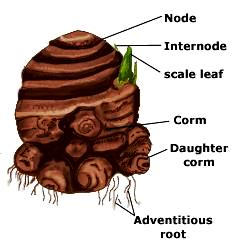 Node
Internode
scale leaf
Corm
Daughter
corm
Adventitious
root